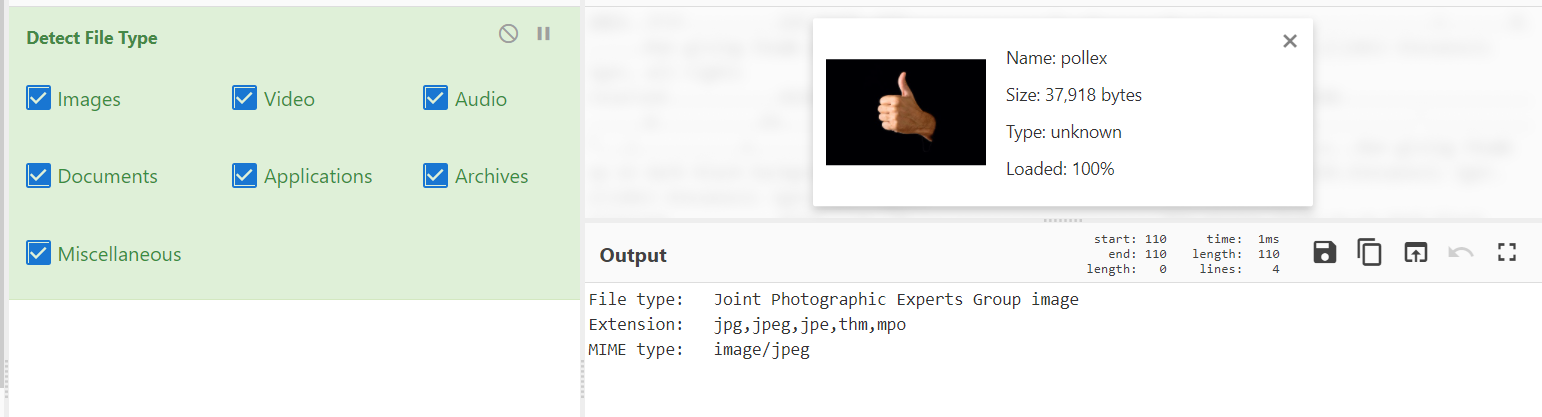 Detect File Type
Images
Video
Audio
Documents
Applications
Archives
Miscellaneous
Name: pollex
Size: 37,918 bytes
Type: unknown
Loaded: 100%
Output
start: 110
end: 110
length: 0
time: 1ms
length: 110
lines: 4
File type: Joint Photographic Experts Group image
Extension: jpg,jpeg,jpe,thm,mpo
MIME type: image/jpeg